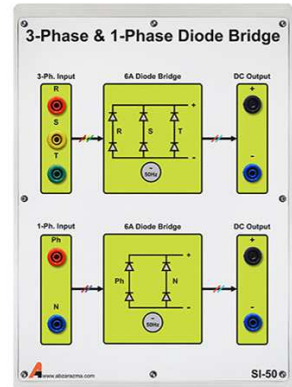 3-Phase & 1-Phase Diode Bridge
3-Ph. Input
6A Diode Bridge
DC Output
R
S
T
R
S
T
+
-
50Hz
+
-
1-Ph. Input
6A Diode Bridge
DC Output
Ph
N
Ph
N
+
-
50Hz
+
-
www.abzarazma.com
SI-50